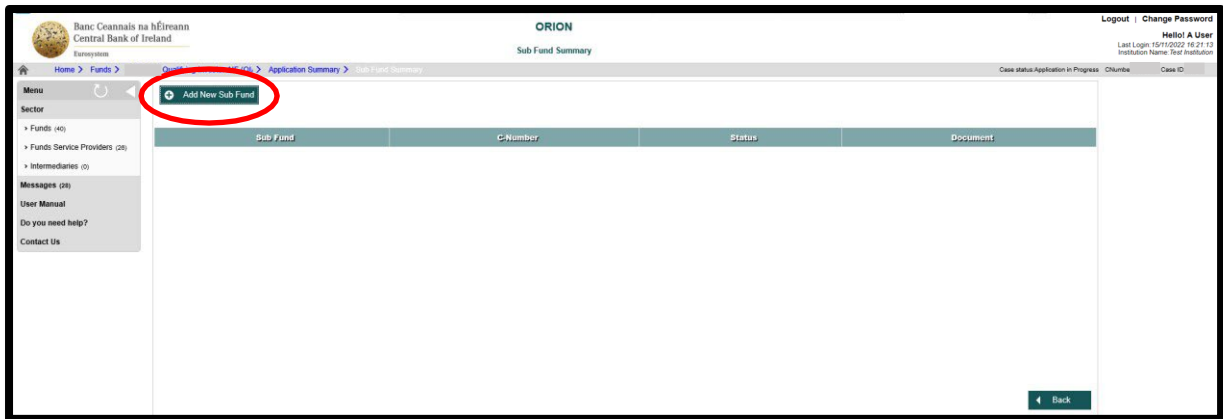 Banc Ceannais na hÉireann
Central Bank of Ireland
Eurosystem
ORION
Sub Fund Summary
Logout | Change Password
Hello! A User
Last Login 15/11/2022 16:21:13
Institution Name Test Institution
Home > Funds > Application Summary > Sub Fund Summary
Case status Application in Progress CNumbe Case ID
Menu
Sector
> Funds (40)
> Funds Service Providers (26)
> Intermediaries (0)
Messages (28)
User Manual
Do you need help?
Contact Us
Add New Sub Fund
Sub Fund C-Number Status Document
Back